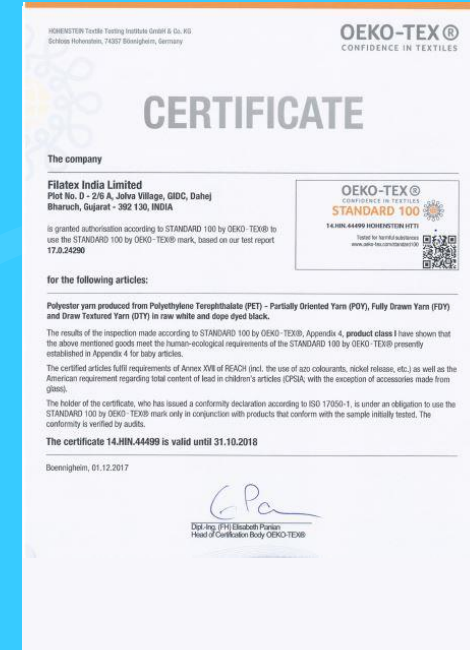 HOHENSTEIN Textile Testing Institute GmbH & Co. KG
Schloss Hohenstein, 74357 Bönnigheim, Germany
OEKO-TEX®
CONFIDENCE IN TEXTILES
CERTIFICATE
The company
Filatex India Limited
Plot No. D - 2/6 A, Jolva Village, GIDC, Dahej
Bharuch, Gujarat - 392 130, INDIA
is granted authorisation according to STANDARD 100 by OEKO-TEX® to
use the STANDARD 100 by OEKO-TEX® mark, based on our test report
17.0.24290
OEKO-TEX®
CONFIDENCE IN TEXTILES
STANDARD 100
14.HIN.44499 HOHENSTEIN HTTI
Tested for harmful substances
www.oeko-tex.com/standard100
for the following articles:
Polyester yarn produced from Polyethylene Terephthalate (PET) - Partially Oriented Yarn (POY), Fully Drawn Yarn (FDY)
and Draw Textured Yarn (DTY) in raw white and dope dyed black.
The results of the inspection made according to STANDARD 100 by OEKO-TEX®, Appendix 4, product class I have shown that
the above mentioned goods meet the human-ecological requirements of the STANDARD 100 by OEKO-TEX® presently
established in Appendix 4 for baby articles.
The certified articles fulfil requirements of Annex XVII of REACH (incl. the use of azo colourants, nickel release, etc.) as well as the
American requirement regarding total content of lead in children's articles (CPSIA; with the exception of accessories made from
glass).
The holder of the certificate, who has issued a conformity declaration according to ISO 17050-1, is under an obligation to use the
STANDARD 100 by OEKO-TEX® mark only in conjunction with products that conform with the sample initially tested. The
conformity is verified by audits.
The certificate 14.HIN.44499 is valid until 31.10.2018
Boennigheim, 01.12.2017
Dipl.-Ing. (FH) Elisabeth Panian
Head of Certification Body OEKO-TEX®